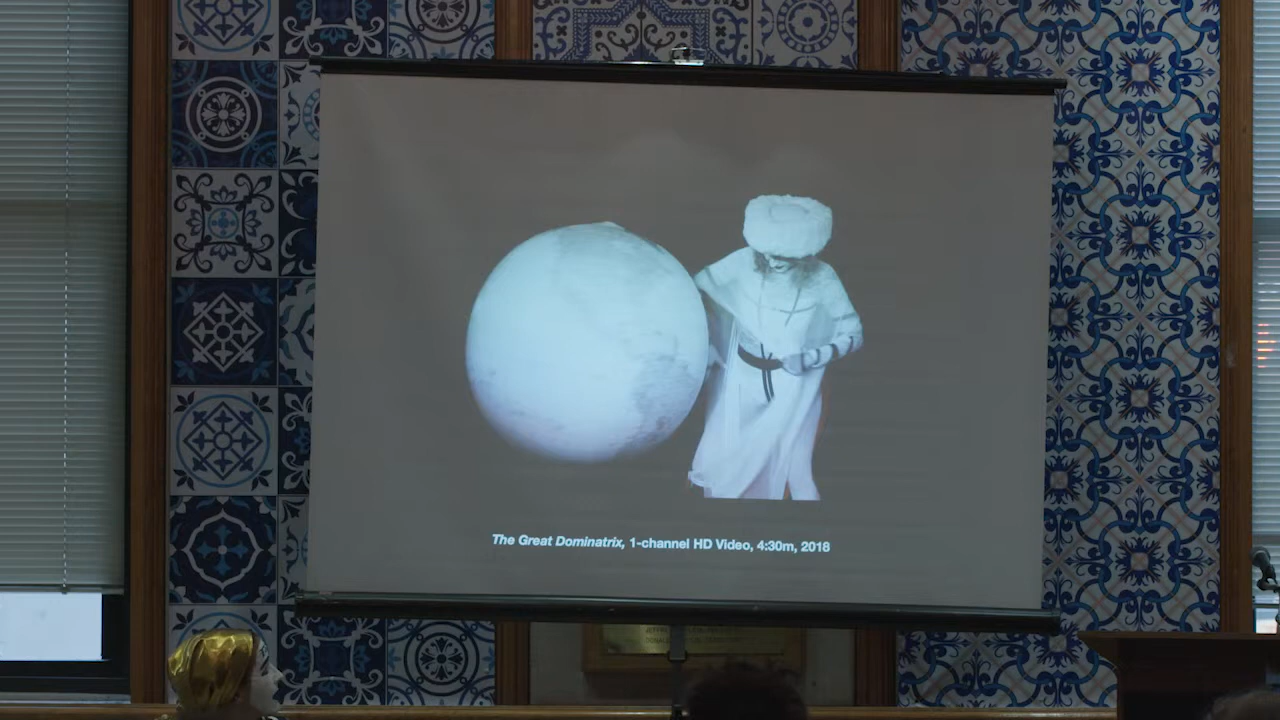 The Great Dominatrix, 1-channel HD Video, 4:30m, 2018